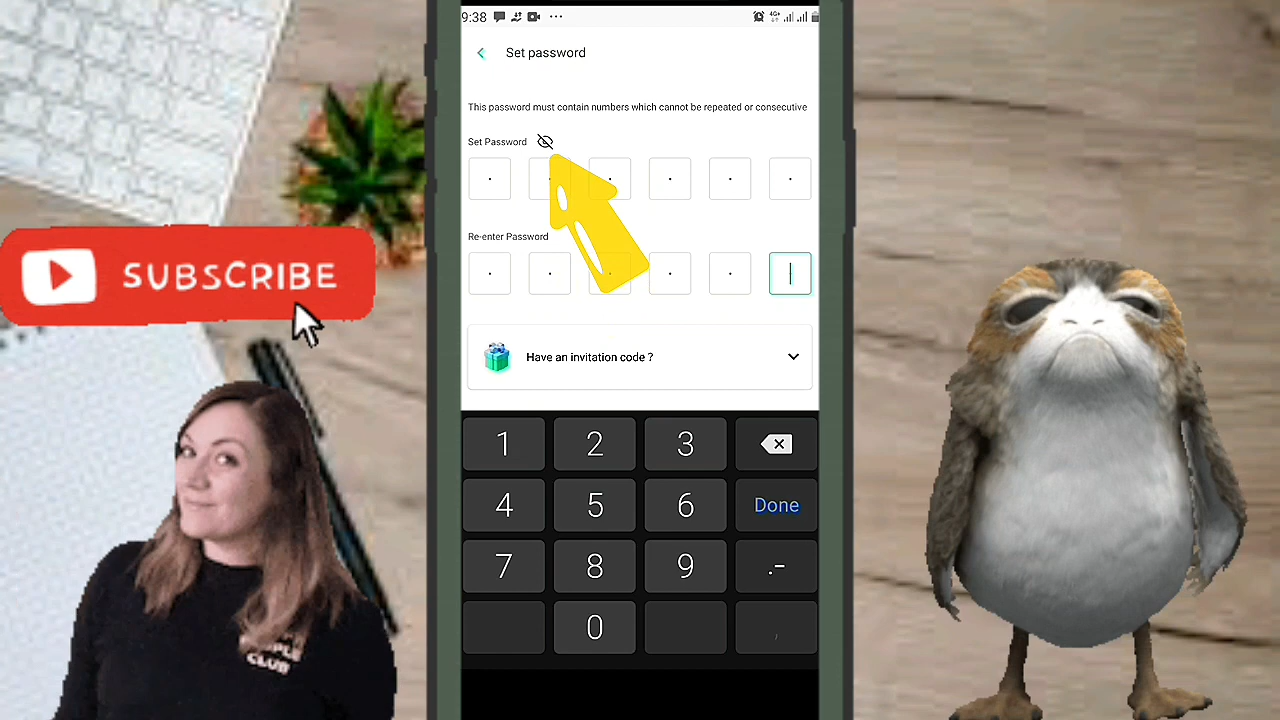 9:38
Set password
This password must contain numbers which cannot be repeated or consecutive
Set Password
Re-enter Password
SUBSCRIBE
Have an invitation code ?
1 2 3
4 5 6 Done
7 8 9 .-
0 ,
CLUB